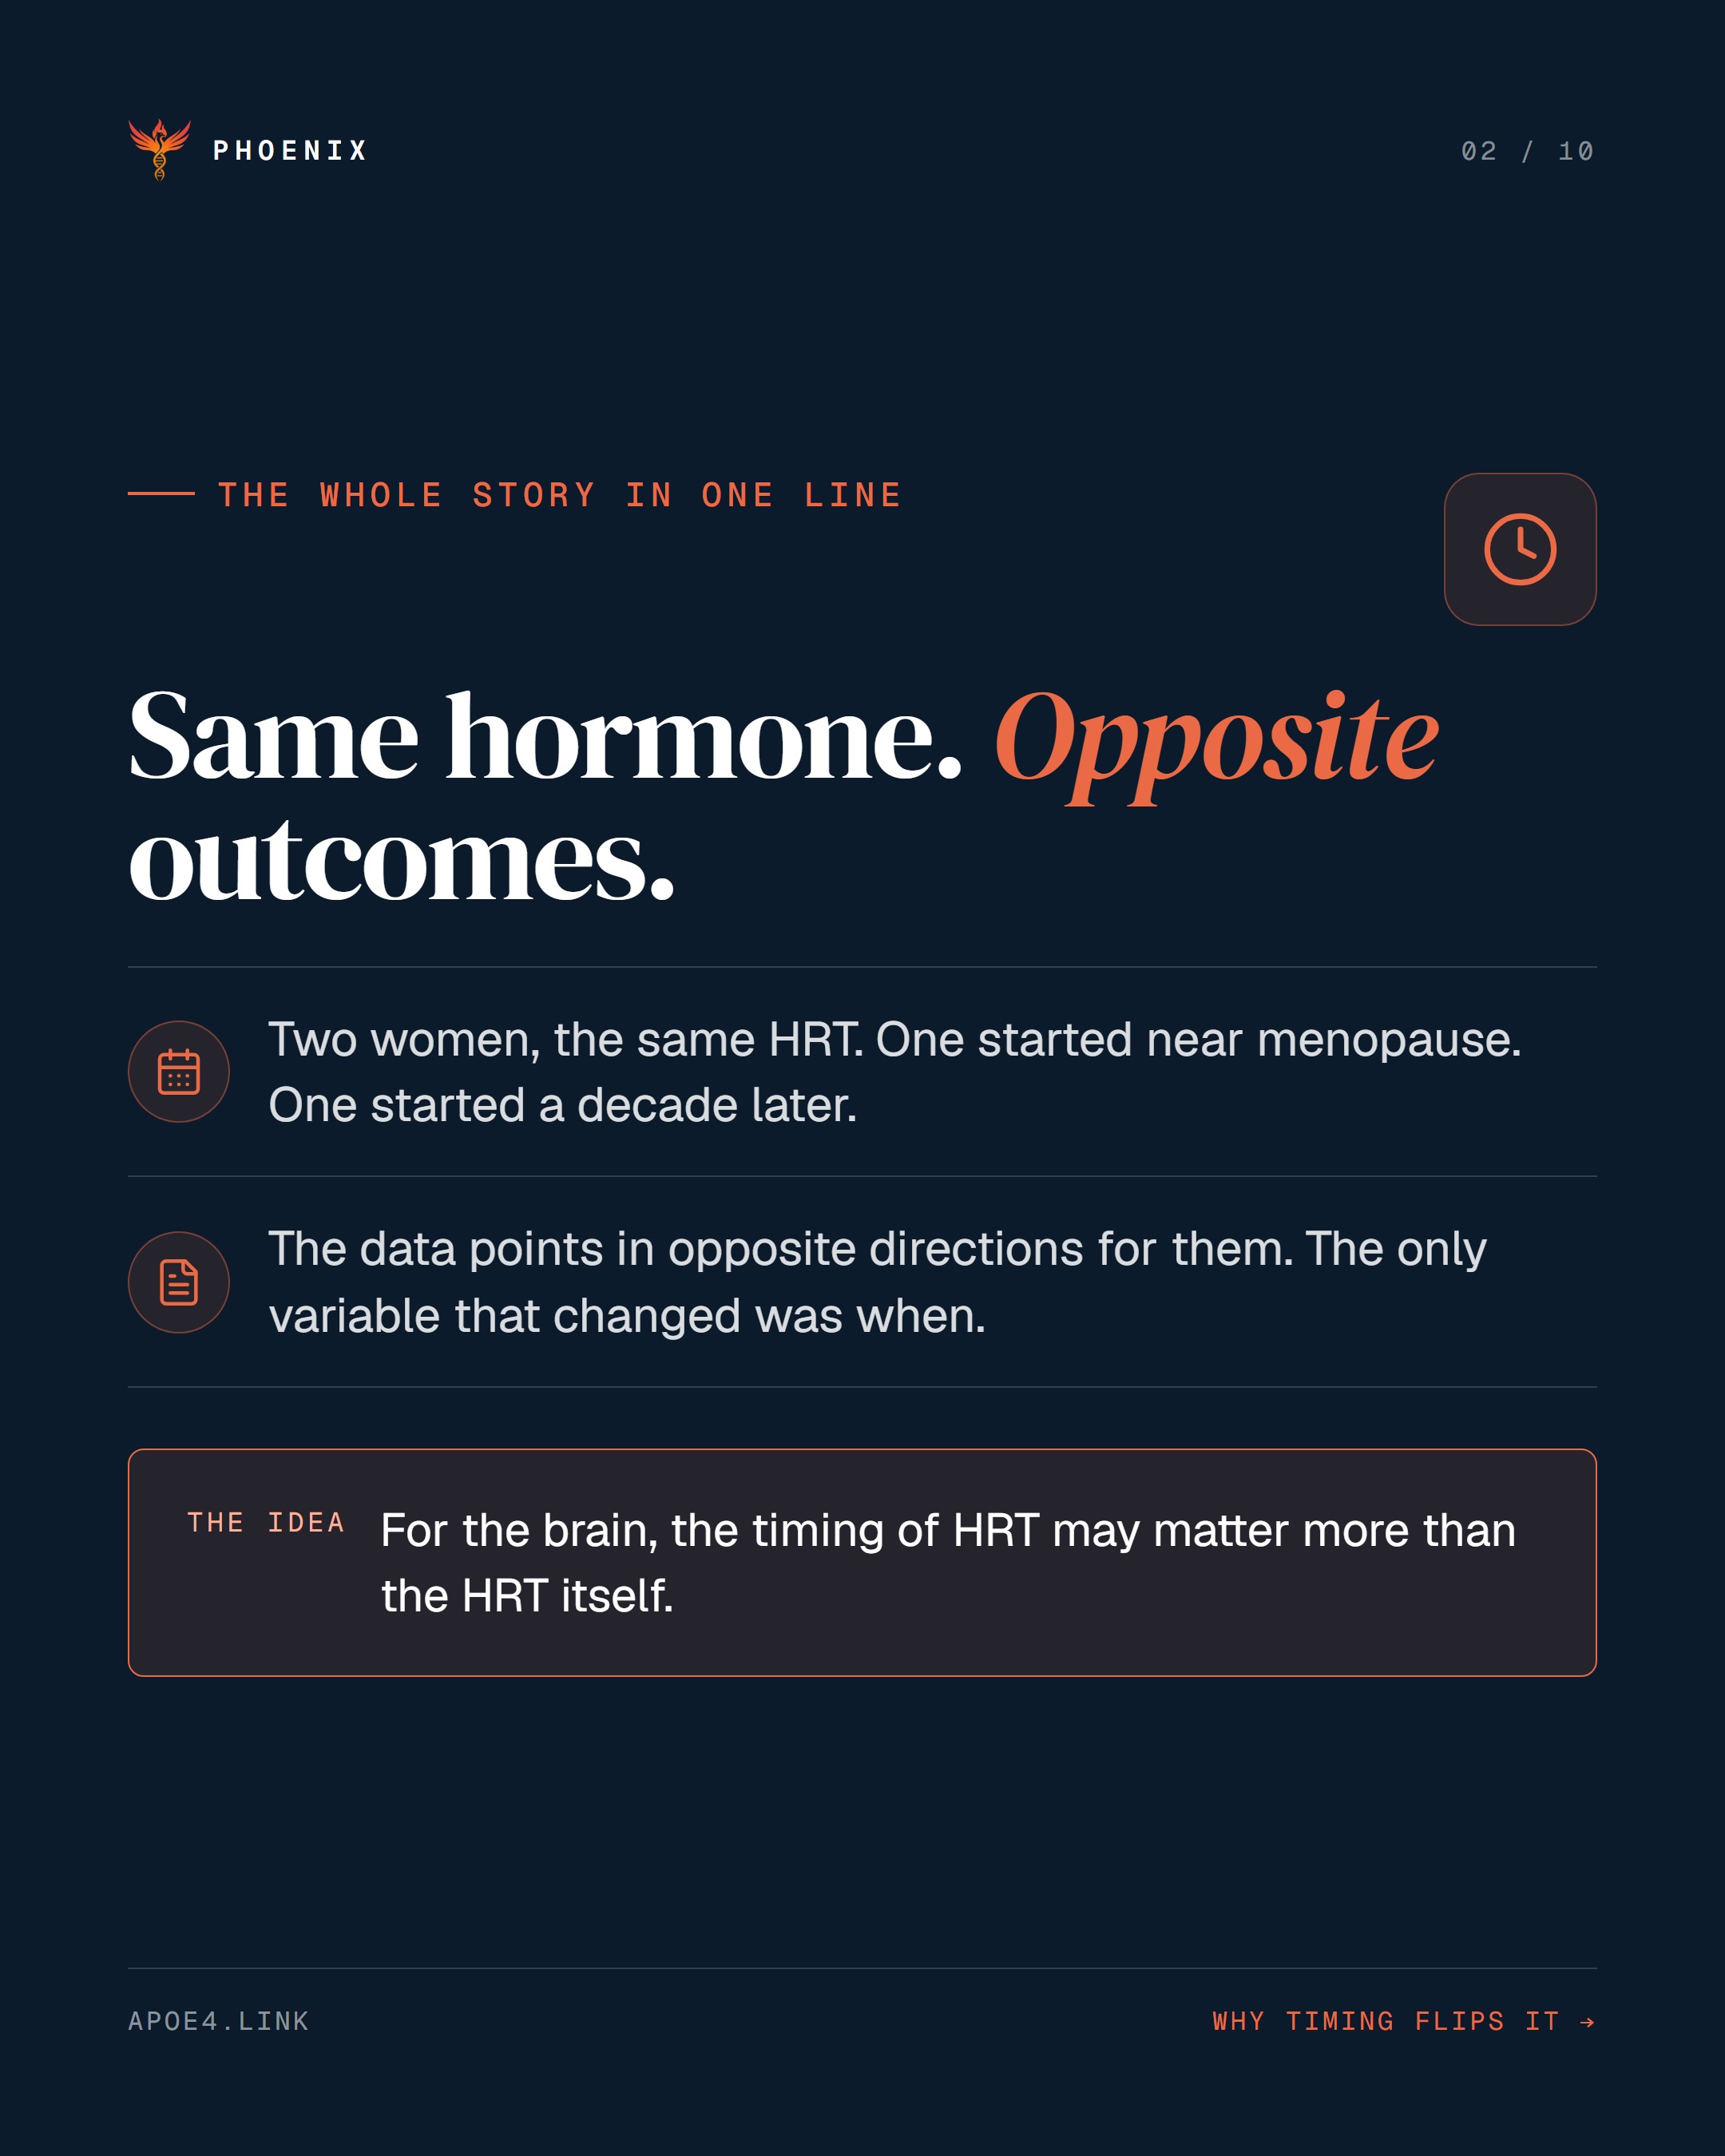 PHOENIX
02 / 10
THE WHOLE STORY IN ONE LINE
Same hormone. Opposite
outcomes.
Two women, the same HRT. One started near menopause.
One started a decade later.
The data points in opposite directions for them. The only
variable that changed was when.
THE IDEA
For the brain, the timing of HRT may matter more than
the HRT itself.
APOE4.LINK
WHY TIMING FLIPS IT →